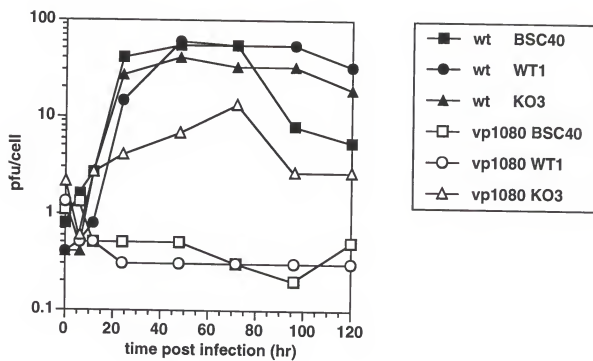 100
10
1
0.1
pfu/cell
0 20 40 60 80 100 120
time post infection (hr)
wt BSC40
wt WT1
wt KO3
vp1080 BSC40
vp1080 WT1
vp1080 KO3